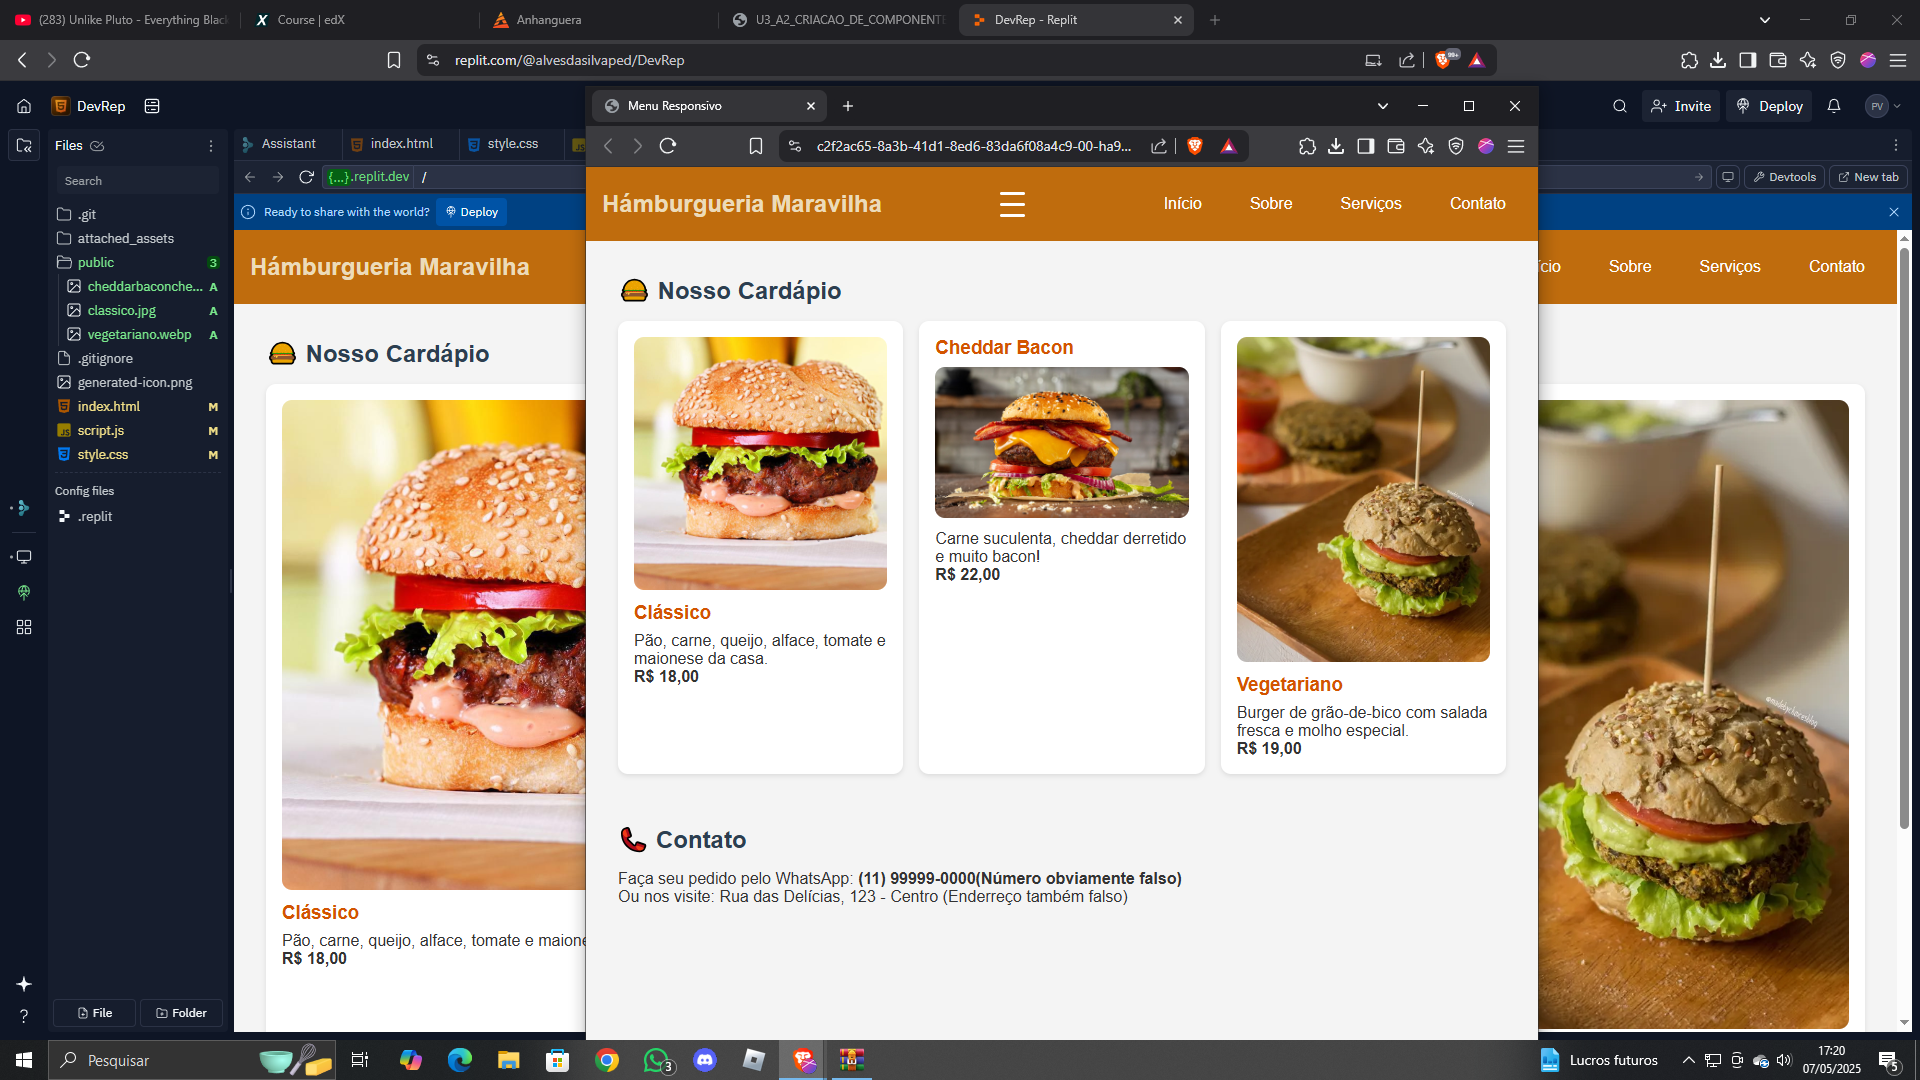 (283) Unlike Pluto - Everything Black
Course | edX
Anhanguera
U3_A2_CRIACAO_DE_COMPONENTE
DevRep - Replit
replit.com/@alvesdasilvaped/DevRep
99+
DevRep
Invite
Deploy
PV
Files
Search
.git
attached_assets
public 3
cheddarbaconche... A
classico.jpg A
vegetariano.webp A
.gitignore
generated-icon.png
index.html M
script.js M
style.css M
Config files
.replit
File
Folder
Assistant
index.html
style.css
{...}.replit.dev /
Devtools
New tab
Ready to share with the world?
Deploy
Hámburgueria Maravilha
ício
Sobre
Serviços
Contato
Nosso Cardápio
Clássico
Pão, carne, queijo, alface, tomate e maione
R$ 18,00
Menu Responsivo
c2f2ac65-8a3b-41d1-8ed6-83da6f08a4c9-00-ha9...
Hámburgueria Maravilha
Início
Sobre
Serviços
Contato
Nosso Cardápio
Clássico
Pão, carne, queijo, alface, tomate e
maionese da casa.
R$ 18,00
Cheddar Bacon
Carne suculenta, cheddar derretido
e muito bacon!
R$ 22,00
Vegetariano
Burger de grão-de-bico com salada
fresca e molho especial.
R$ 19,00
Contato
Faça seu pedido pelo WhatsApp: (11) 99999-0000(Número obviamente falso)
Ou nos visite: Rua das Delícias, 123 - Centro (Enderreço também falso)
Pesquisar
3
Lucros futuros
17:20
07/05/2025
5